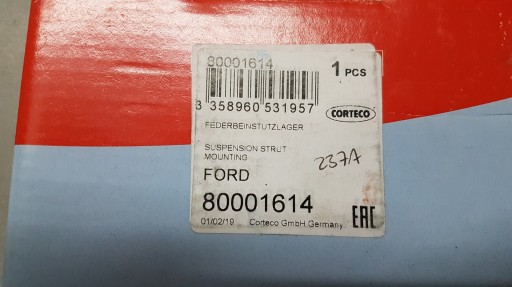 80001614
1 PCS
3 358960 531957
CORTECO
FEDERBEINSTÜTZLAGER
SUSPENSION STRUT
MOUNTING
237A
FORD
80001614
01/02/19 Corteco GmbH, Germany
EAC